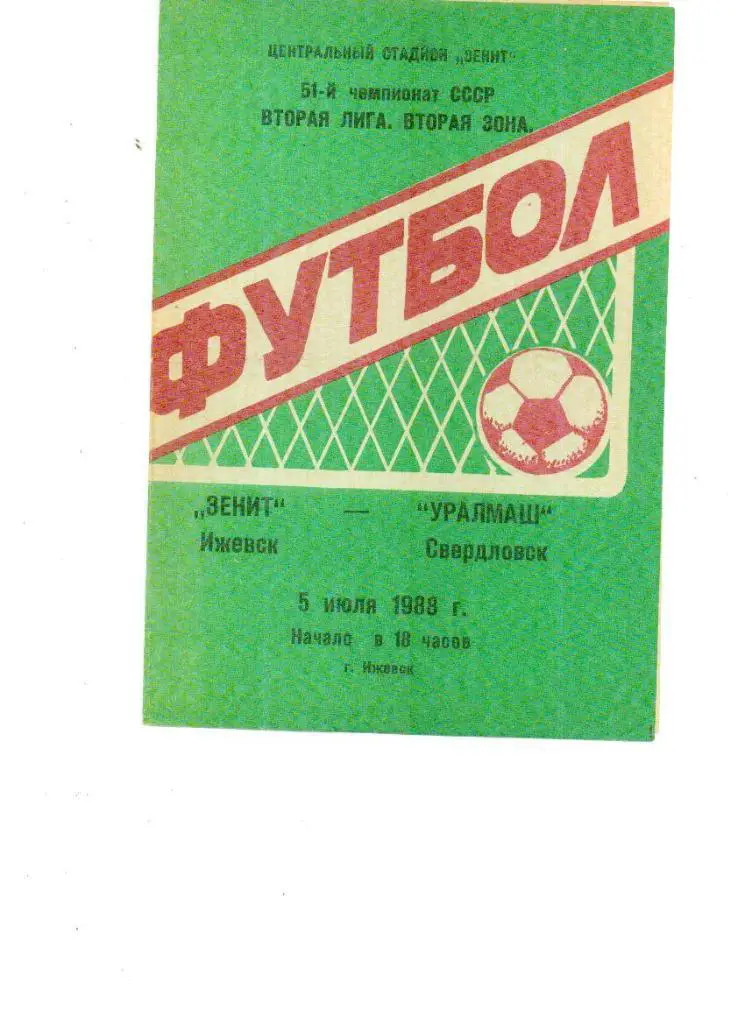 ЦЕНТРАЛЬНЫЙ СТАДИОН „ЗЕНИТ"
51-й чемпионат СССР
ВТОРАЯ ЛИГА. ВТОРАЯ ЗОНА.
ФУТБОЛ
„ЗЕНИТ" — "УРАЛМАШ"
Ижевск Свердловск
5 июля 1988 г.
Начало в 18 часов
г. Ижевск